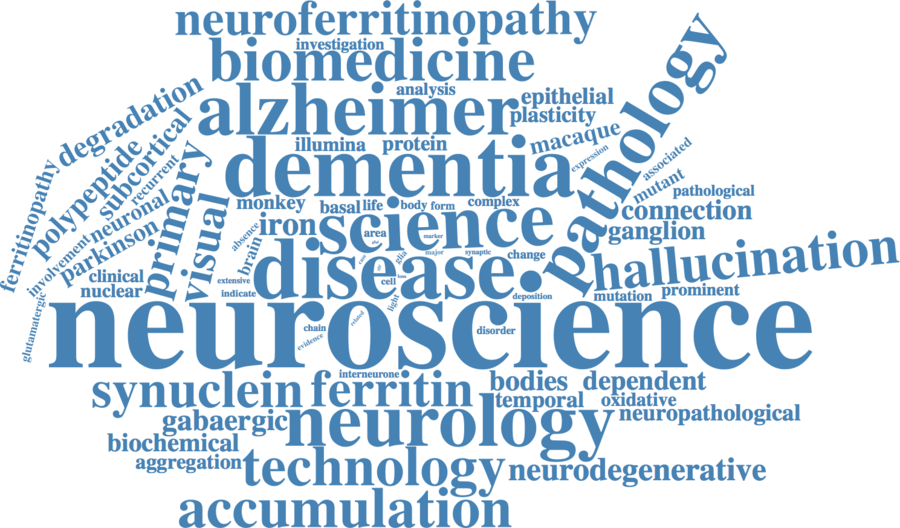 neuroferritinopathy
investigation
biomedicine
analysis
alzheimer
epithelial
plasticity
pathology
degradation
illumina
protein
macaque
expression
associated
dementia
polypeptide
subcortical
recurrent
ferritinopathy
primary
mutant
pathological
monkey
basal
life
body
form
complex
connection
neuronal
visual
iron
science
area
marker
ganglion
involvement
parkinson
absence
brain
glia
major
synaptic
change
hallucination
clinical
nuclear
extensive
disease
cell
indicate
light
deposition
mutation
prominent
glutamatergic
neuroscience
chain
related
evidence
disorder
interneurone
synuclein
ferritin
bodies
dependent
temporal
oxidative
gabaergic
neurology
neuropathological
biochemical
aggregation
technology
neurodegenerative
accumulation